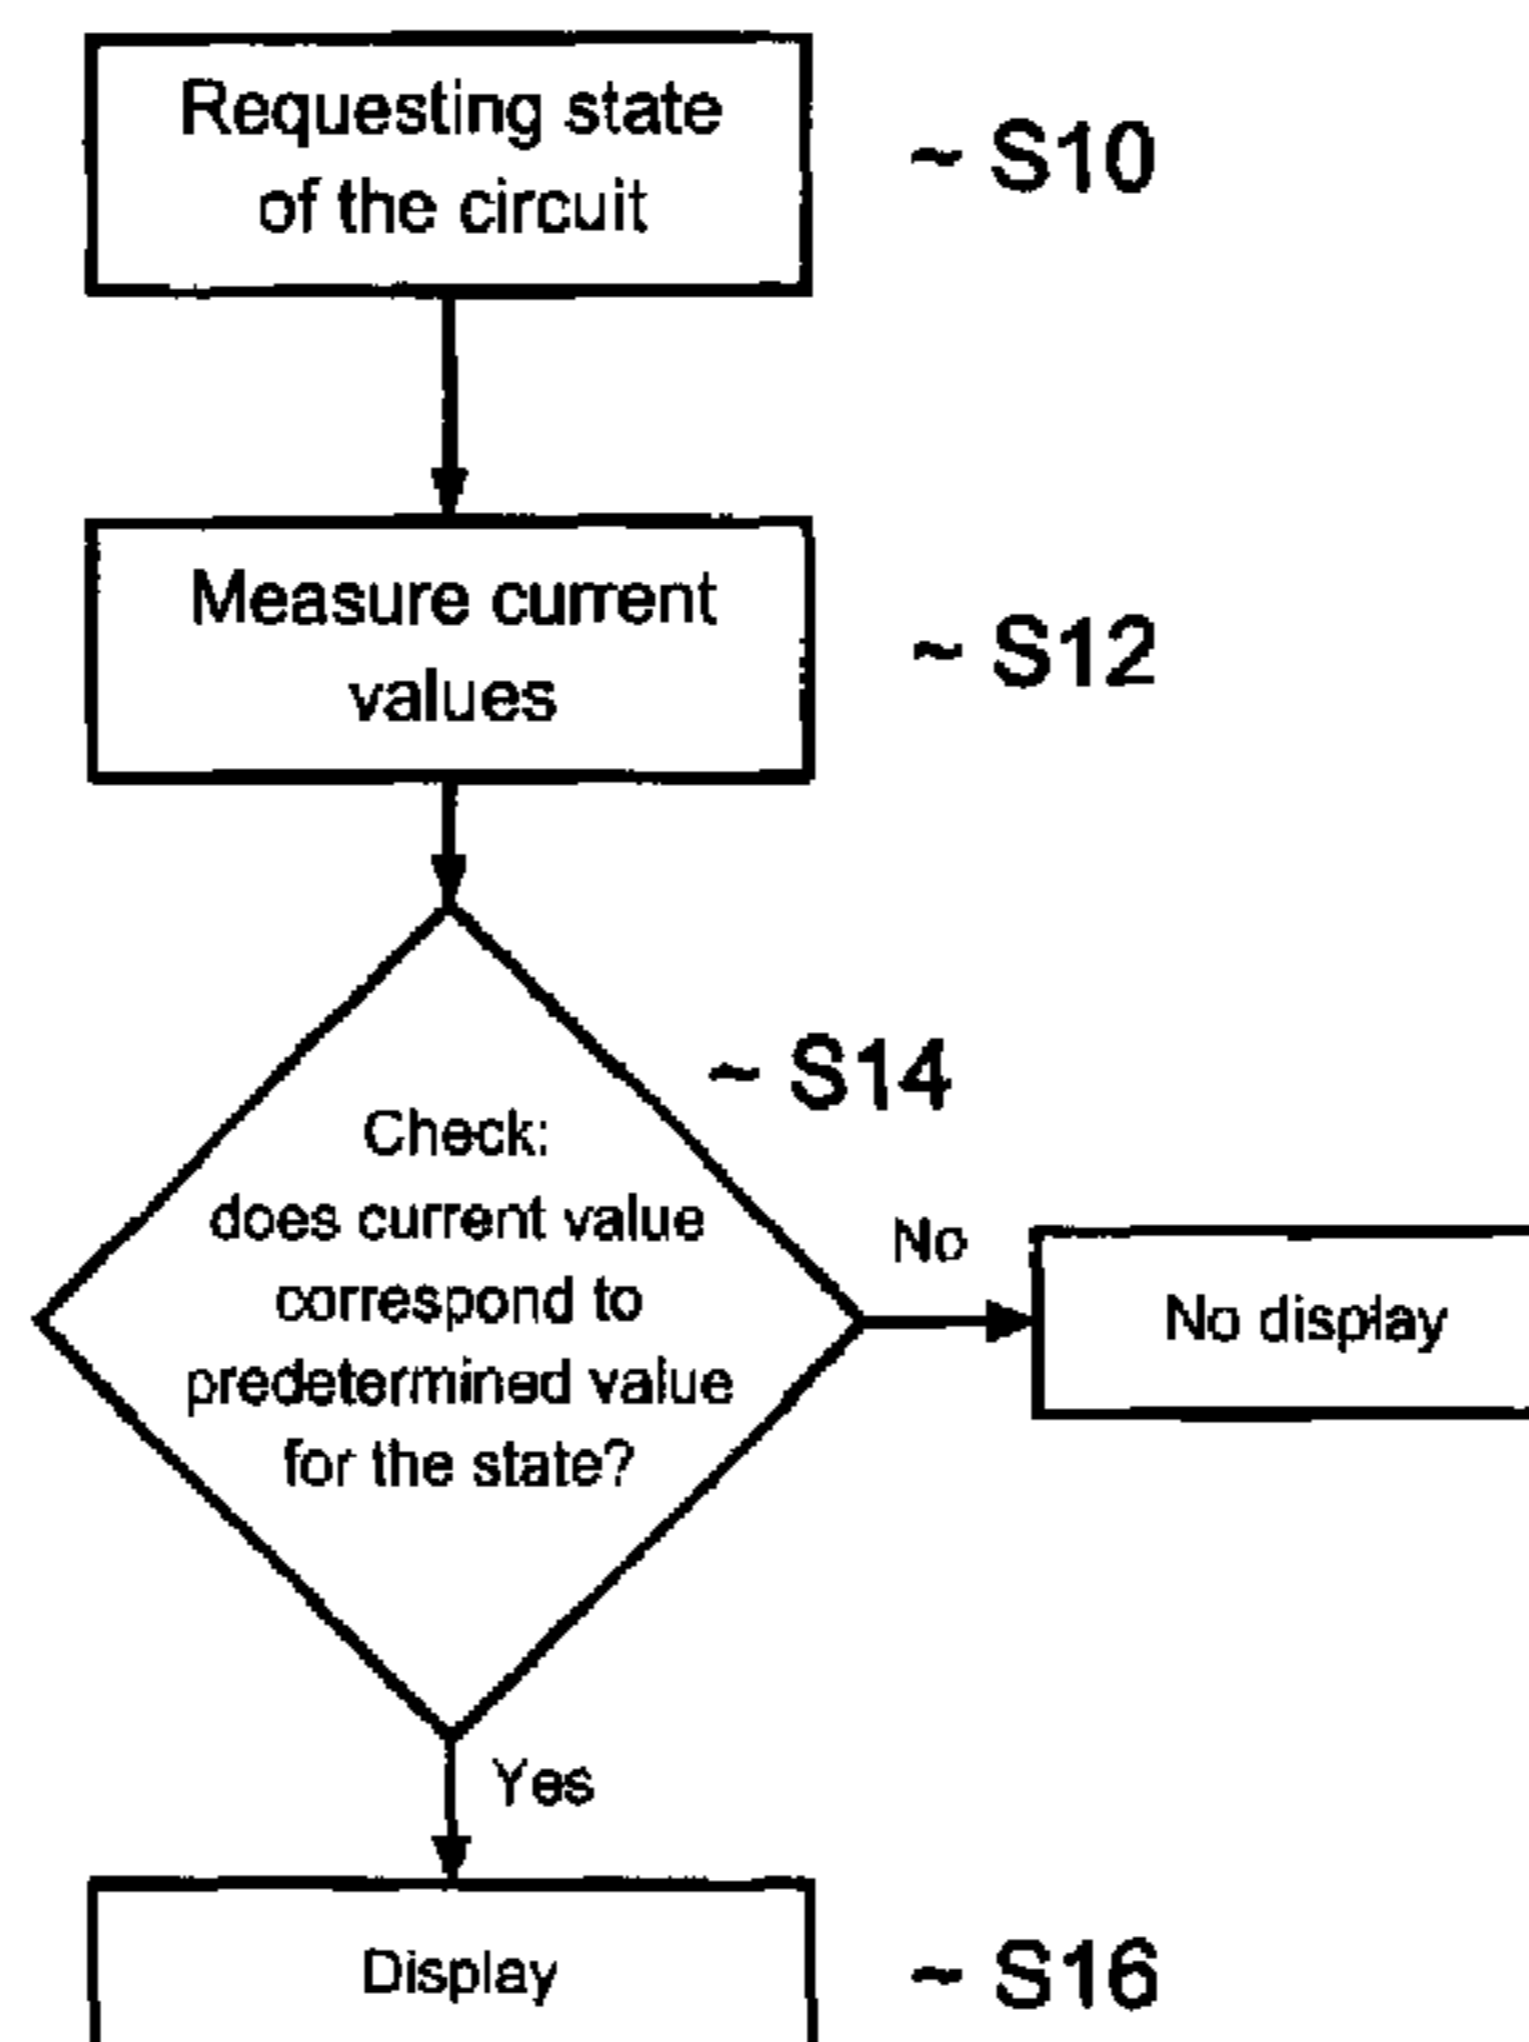 Requesting state
of the circuit
~ S10
Measure current
values
~ S12
~ S14
Check:
does current value
correspond to
predetermined value
for the state?
No
No display
Yes
Display
~ S16